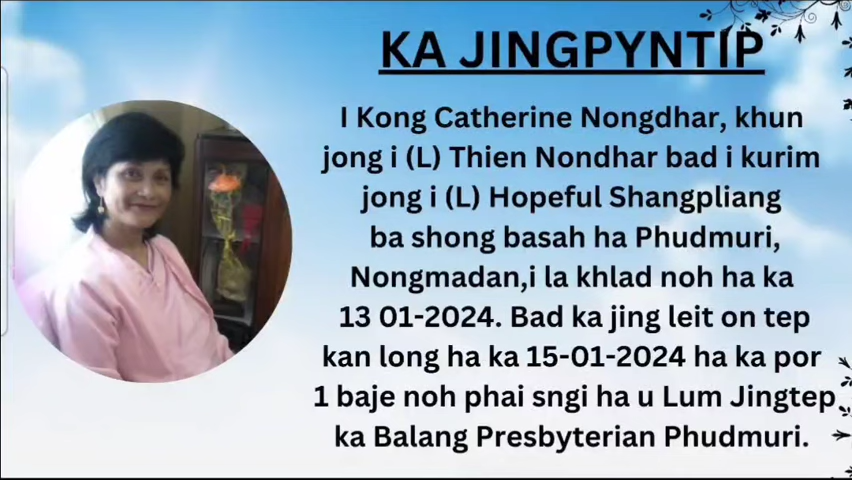 KA JINGPYNTIP
I Kong Catherine Nongdhar, khun
jong i (L) Thien Nondhar bad i kurim
jong i (L) Hopeful Shangpliang
ba shong basah ha Phudmuri,
Nongmadan,i la khlad noh ha ka
13 01-2024. Bad ka jing leit on tep
kan long ha ka 15-01-2024 ha ka por
1 baje noh phai sngi ha u Lum Jingtep
ka Balang Presbyterian Phudmuri.